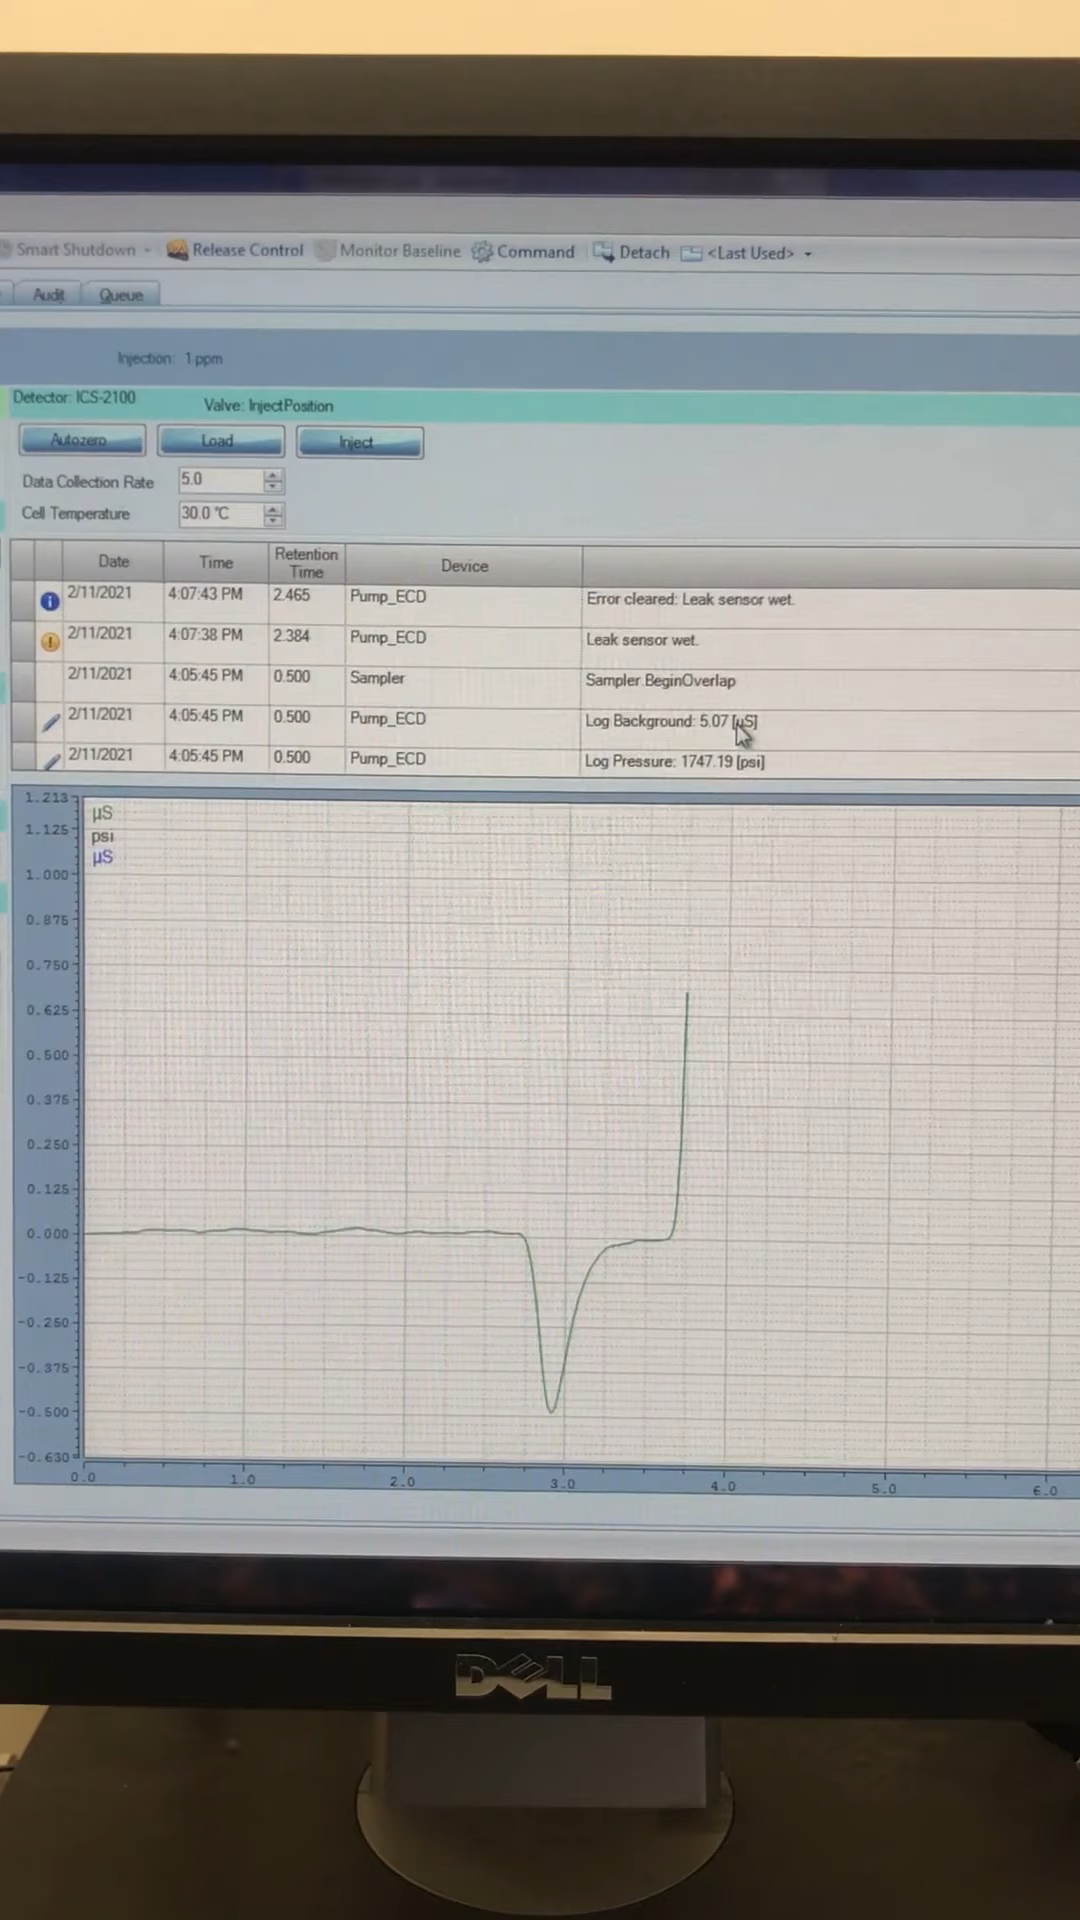 Smart Shutdown Release Control Monitor Baseline Command Detach <Last Used>
Audit Queue
Injection: 1 ppm
Detector: ICS-2100 Valve: InjectPosition
Autozero Load Inject
Data Collection Rate 5.0
Cell Temperature 30.0 °C
Date Time Retention Time Device
2/11/2021 4:07:43 PM 2.465 Pump_ECD Error cleared: Leak sensor wet.
2/11/2021 4:07:38 PM 2.384 Pump_ECD Leak sensor wet.
2/11/2021 4:05:45 PM 0.500 Sampler Sampler.BeginOverlap
2/11/2021 4:05:45 PM 0.500 Pump_ECD Log Background: 5.07 [µS]
2/11/2021 4:05:45 PM 0.500 Pump_ECD Log Pressure: 1747.19 [psi]
1.213
µS
1.125
psi
µS
1.000
0.875
0.750
0.625
0.500
0.375
0.250
0.125
0.000
-0.125
-0.250
-0.375
-0.500
-0.630
0.0 1.0 2.0 3.0 4.0 5.0 6.0
DELL